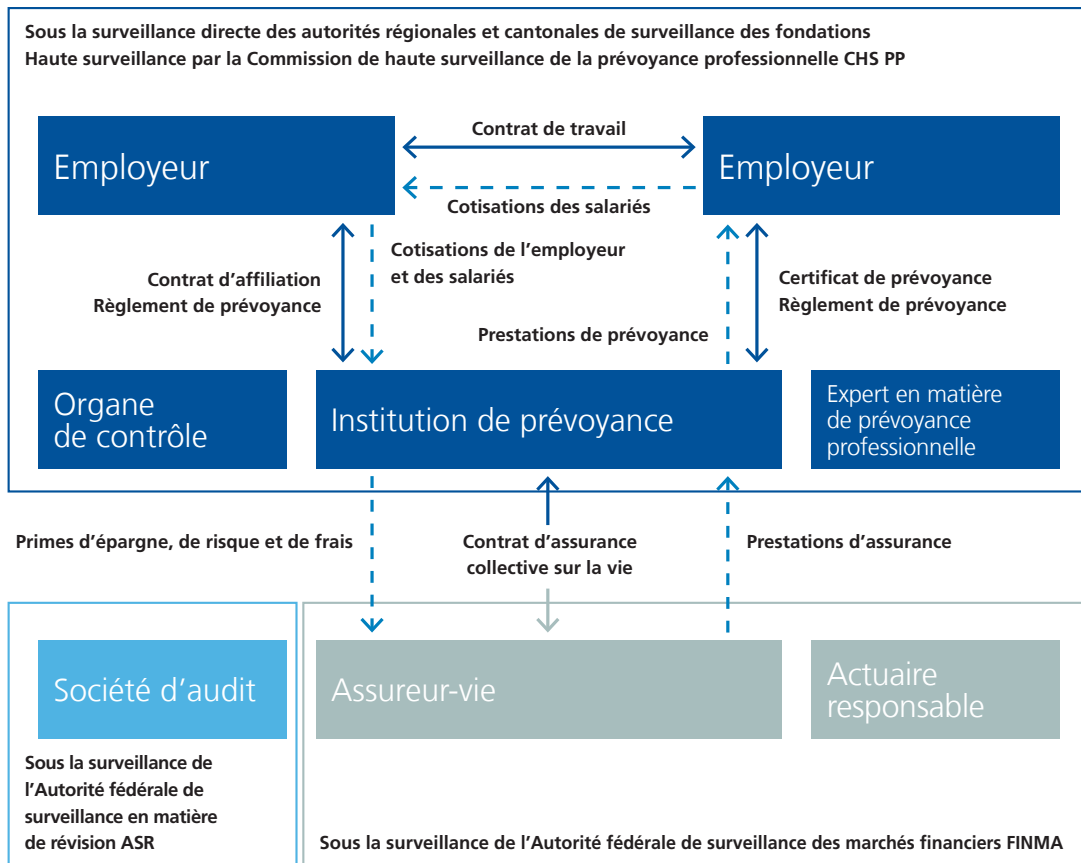 Sous la surveillance directe des autorités régionales et cantonales de surveillance des fondations
Haute surveillance par la Commission de haute surveillance de la prévoyance professionnelle CHS PP
Employeur
Contrat de travail
Employeur
Cotisations des salariés
Contrat d'affiliation
Règlement de prévoyance
Cotisations de l'employeur
et des salariés
Prestations de prévoyance
Certificat de prévoyance
Règlement de prévoyance
Organe
de contrôle
Institution de prévoyance
Expert en matière
de prévoyance
professionnelle
Primes d'épargne, de risque et de frais
Contrat d'assurance
collective sur la vie
Prestations d'assurance
Société d'audit
Assureur-vie
Actuaire
responsable
Sous la surveillance de
l'Autorité fédérale de
surveillance en matière
de révision ASR
Sous la surveillance de l'Autorité fédérale de surveillance des marchés financiers FINMA